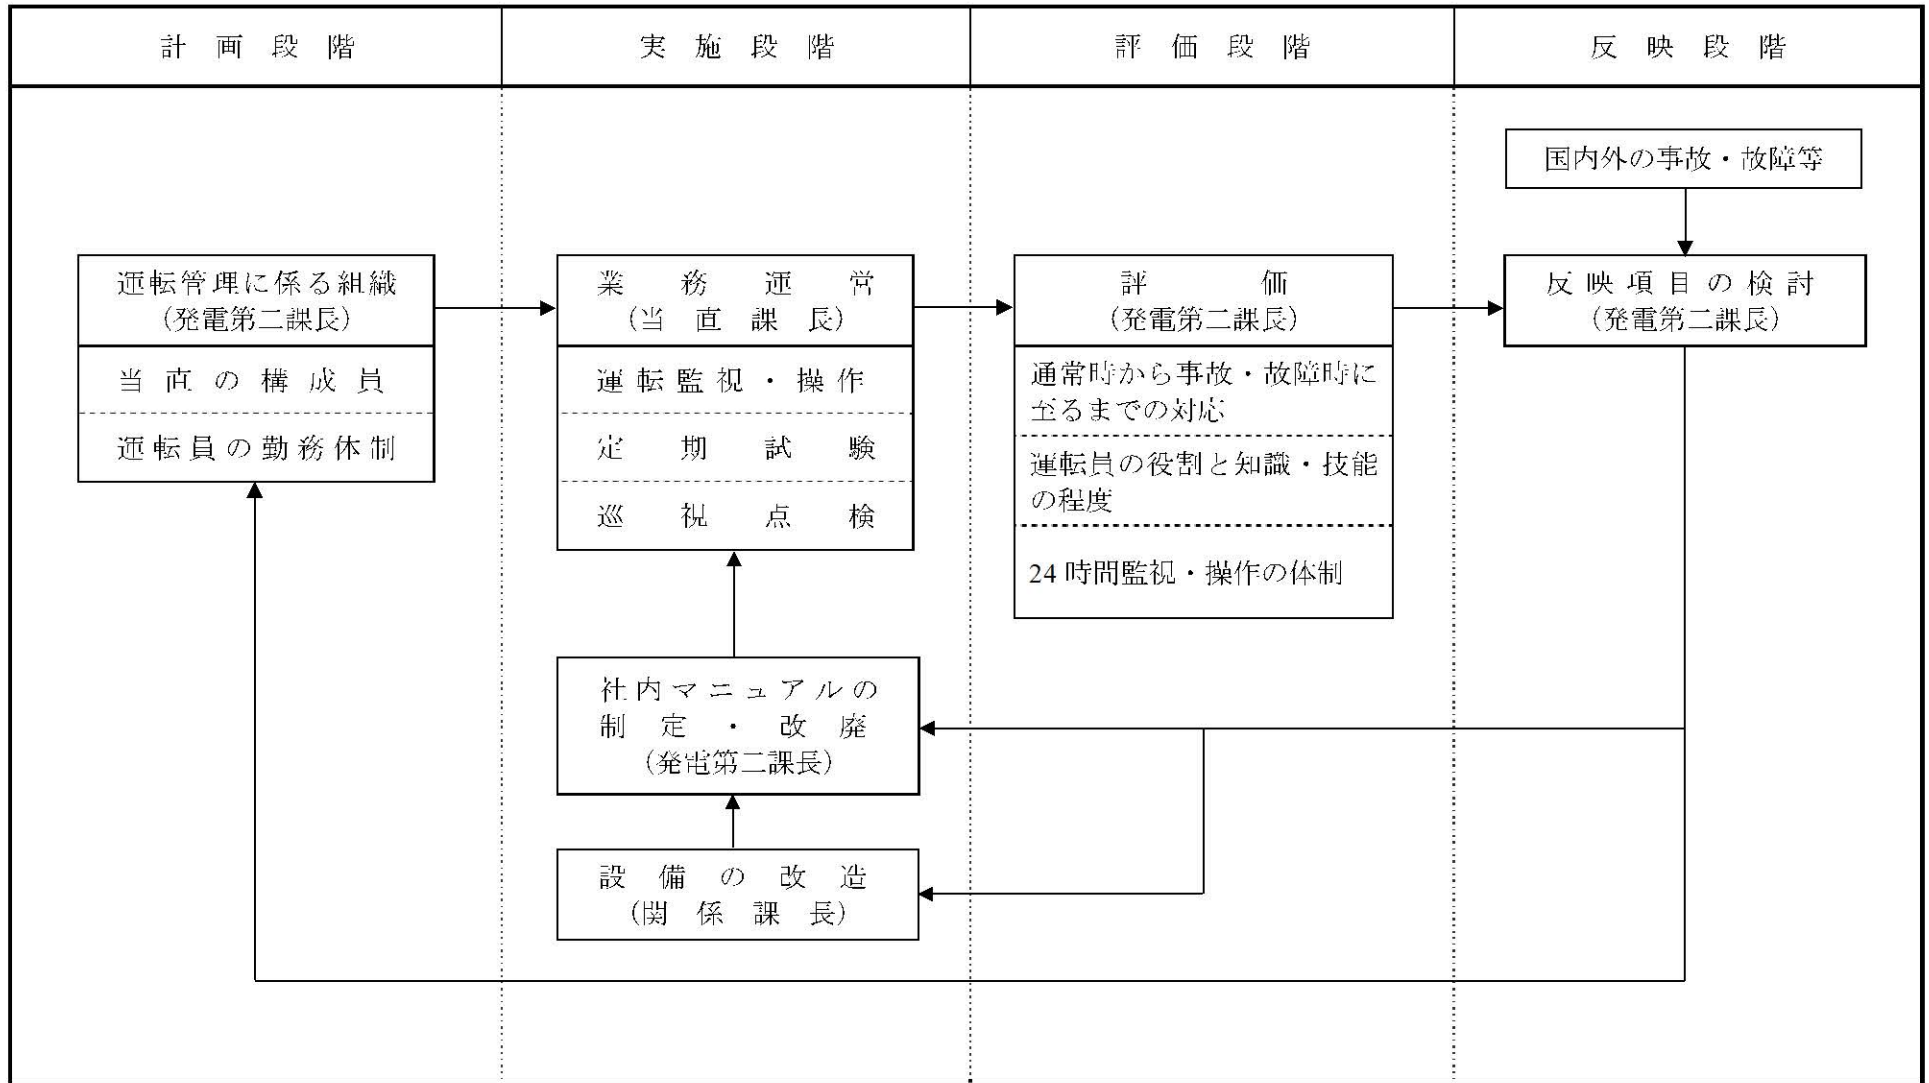 計画段階
実施段階
評価段階
反映段階
国内外の事故・故障等
運転管理に係る組織
(発電第二課長)
当直の構成員
運転員の勤務体制
業務運営
(当直課長)
運転監視・操作
定期試験
巡視点検
評価
(発電第二課長)
通常時から事故・故障時に
至るまでの対応
運転員の役割と知識・技能
の程度
24 時間監視・操作の体制
反映項目の検討
(発電第二課長)
社内マニュアルの
制定・改廃
(発電第二課長)
設備の改造
(関係課長)